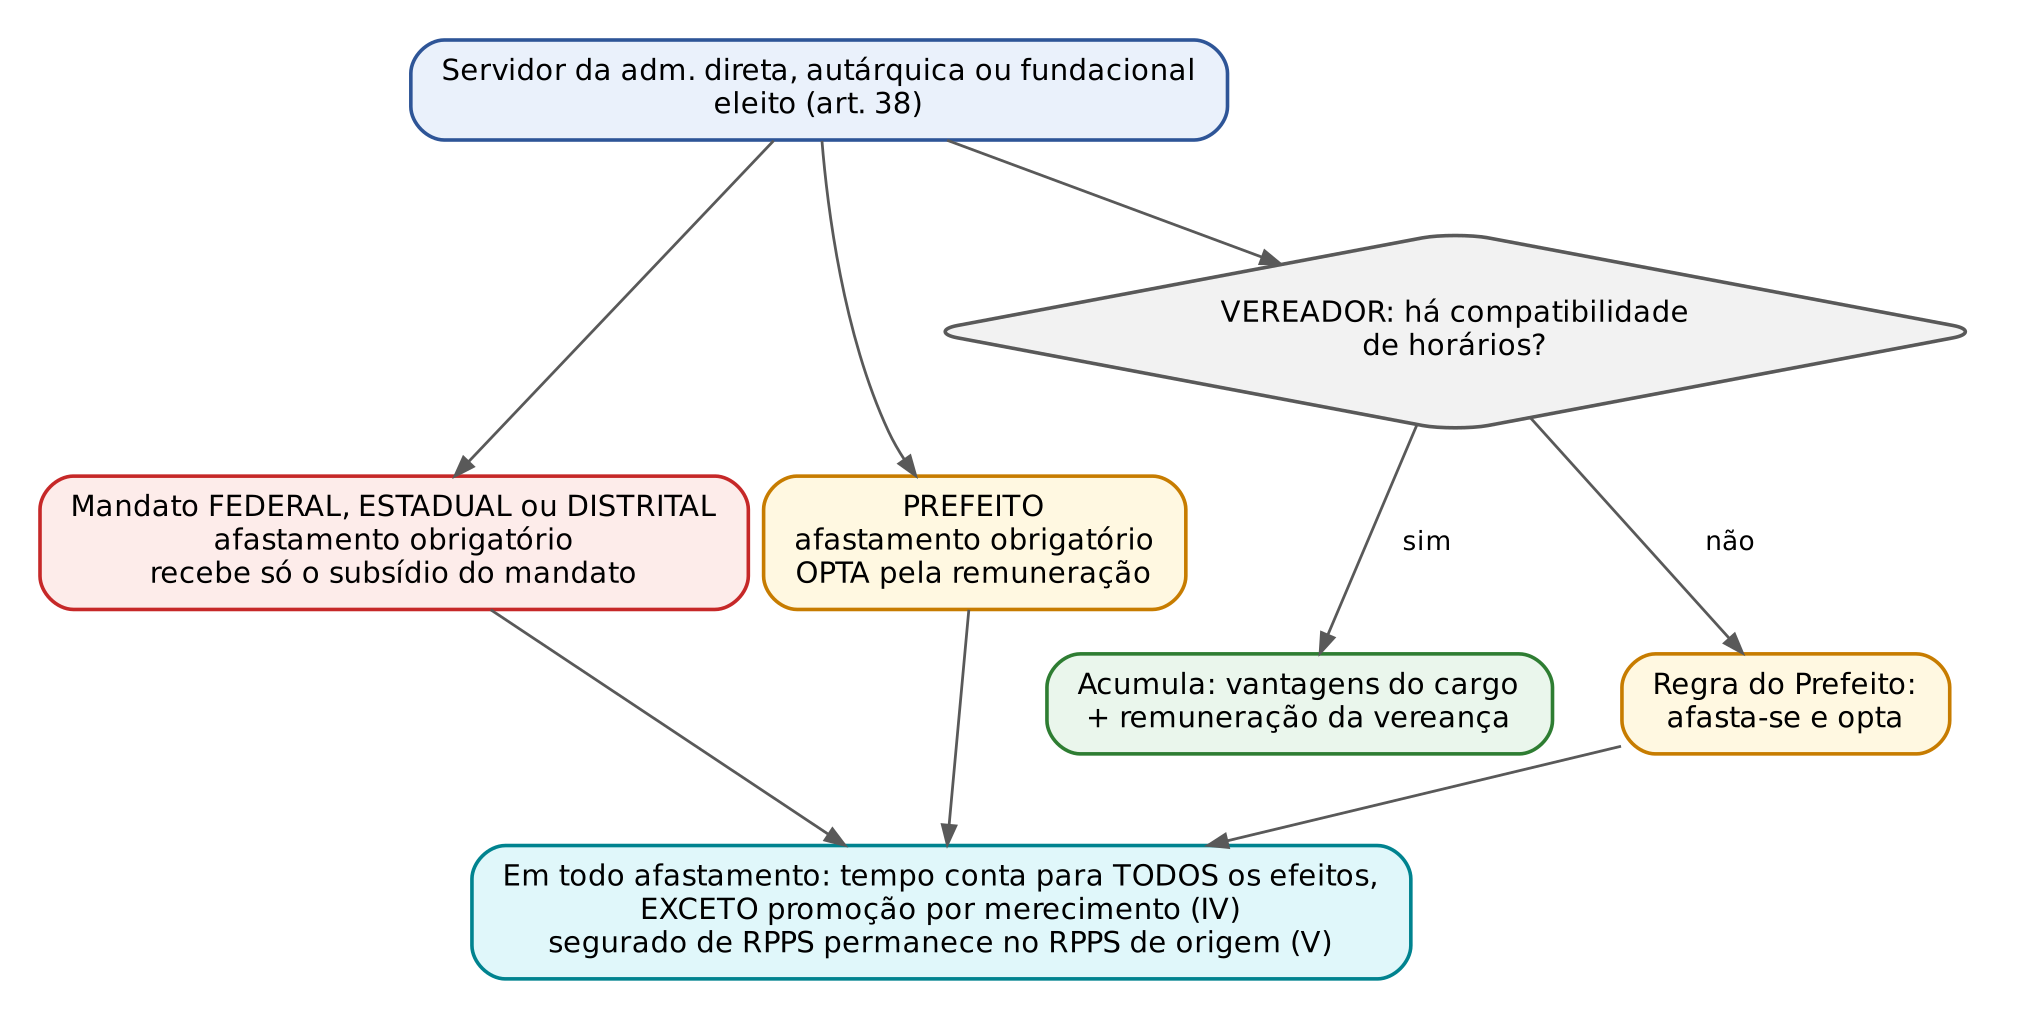 Servidor da adm. direta, autárquica ou fundacional
eleito (art. 38)
VEREADOR: há compatibilidade
de horários?
Mandato FEDERAL, ESTADUAL ou DISTRITAL
afastamento obrigatório
recebe só o subsídio do mandato
PREFEITO
afastamento obrigatório
OPTA pela remuneração
sim
não
Acumula: vantagens do cargo
+ remuneração da vereança
Regra do Prefeito:
afasta-se e opta
Em todo afastamento: tempo conta para TODOS os efeitos,
EXCETO promoção por merecimento (IV)
segurado de RPPS permanece no RPPS de origem (V)